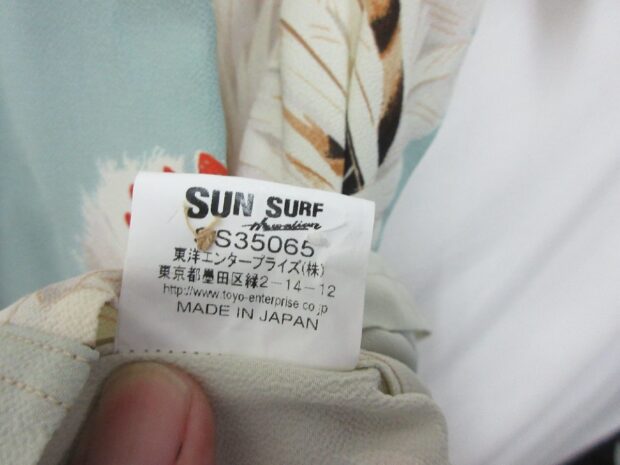 SUN SURF
Hawaiian
SS35065
東洋エンタープライズ(株)
東京都墨田区緑2-14-12
http://www.toyo-enterprise.co.jp
MADE IN JAPAN